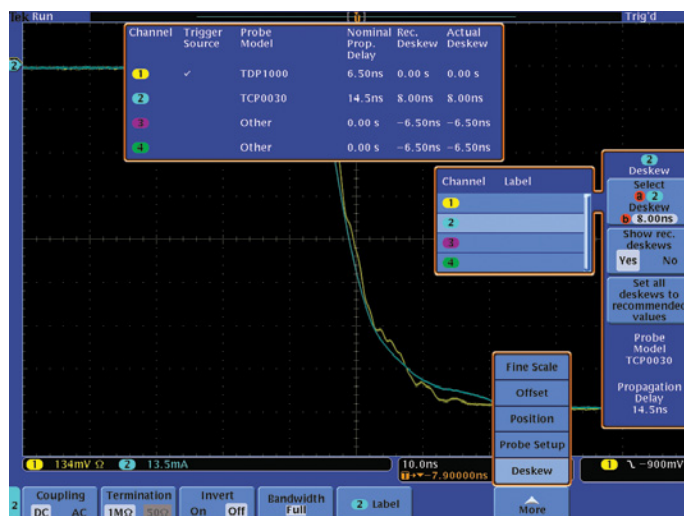 Tek Run
Trig'd
Channel Trigger Source Probe Model Nominal Prop. Delay Rec. Deskew Actual Deskew
1 ✓ TDP1000 6.50ns 0.00 s 0.00 s
2 TCP0030 14.5ns 8.00ns 8.00ns
3 Other 0.00 s −6.50ns −6.50ns
4 Other 0.00 s −6.50ns −6.50ns
2
Channel Label
1
2
3
4
2
Deskew
Select
a 2
Deskew
b 8.00ns
Show rec.
deskews
Yes No
Set all
deskews to
recommended
values
Probe
Model
TCP0030
Propagation
Delay
14.5ns
Fine Scale
Offset
Position
Probe Setup
Deskew
1 134mV Ω 2 13.5mA
10.0ns
T→▼−7.90000ns
1 \ −900mV
2
Coupling
DC AC
Termination
1MΩ 50Ω
Invert
On Off
Bandwidth
Full
2 Label
More